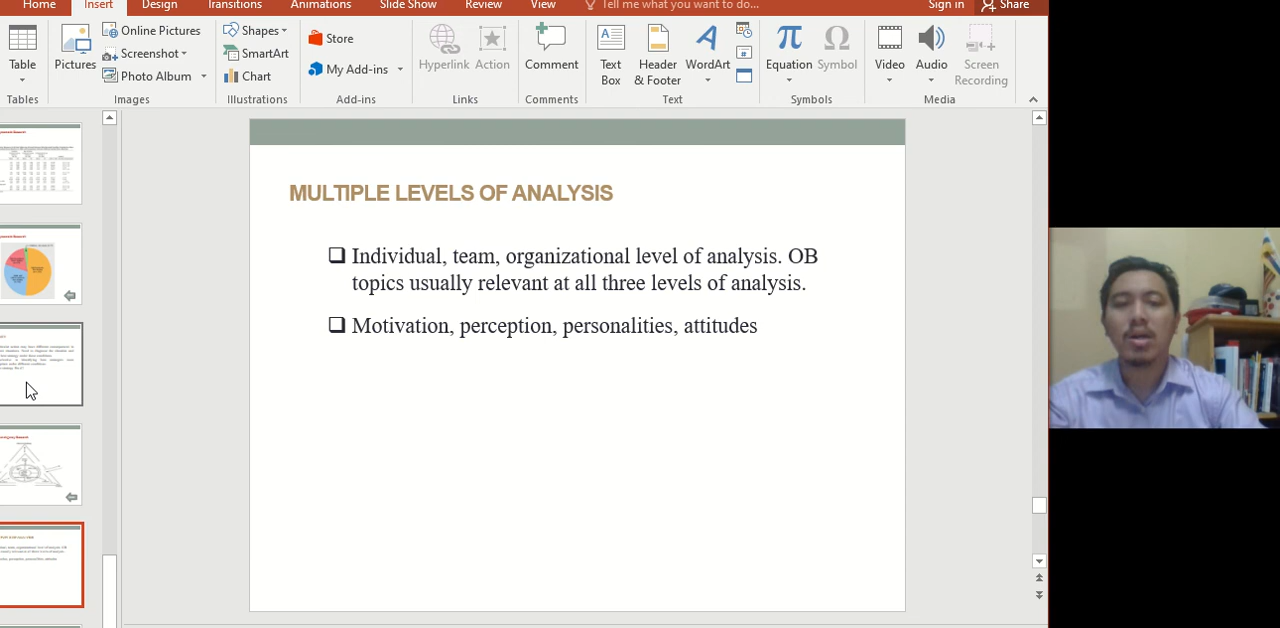 Home Insert Design Transitions Animations Slide Show Review View Tell me what you want to do... Sign in Share
Table
Pictures
Online Pictures
Screenshot
Photo Album
Shapes
SmartArt
Chart
Store
My Add-ins
Hyperlink
Action
Comment
Text
Box
Header
& Footer
WordArt
Equation
Symbol
Video
Audio
Screen
Recording
Tables Images Illustrations Add-ins Links Comments Text Symbols Media
MULTIPLE LEVELS OF ANALYSIS
Individual, team, organizational level of analysis. OB
topics usually relevant at all three levels of analysis.
Motivation, perception, personalities, attitudes